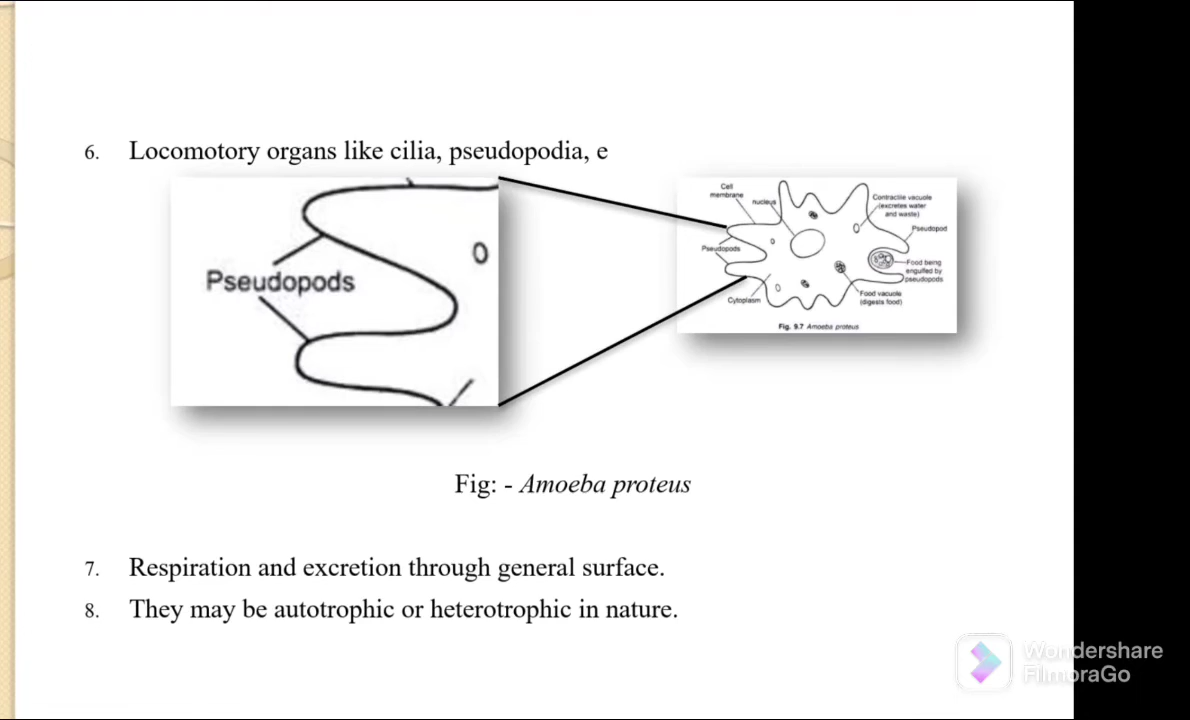 6. Locomotory organs like cilia, pseudopodia, e
Pseudopods
Cell
membrane
nucleus
Contractile vacuole
(excretes water
and waste)
Pseudopod
Pseudopods
Food being
engulfed by
pseudopods
Cytoplasm
Food vacuole
(digests food)
Fig. 9.7 Amoeba proteus
Fig: - Amoeba proteus
7. Respiration and excretion through general surface.
8. They may be autotrophic or heterotrophic in nature.
Wondershare
FilmoraGo